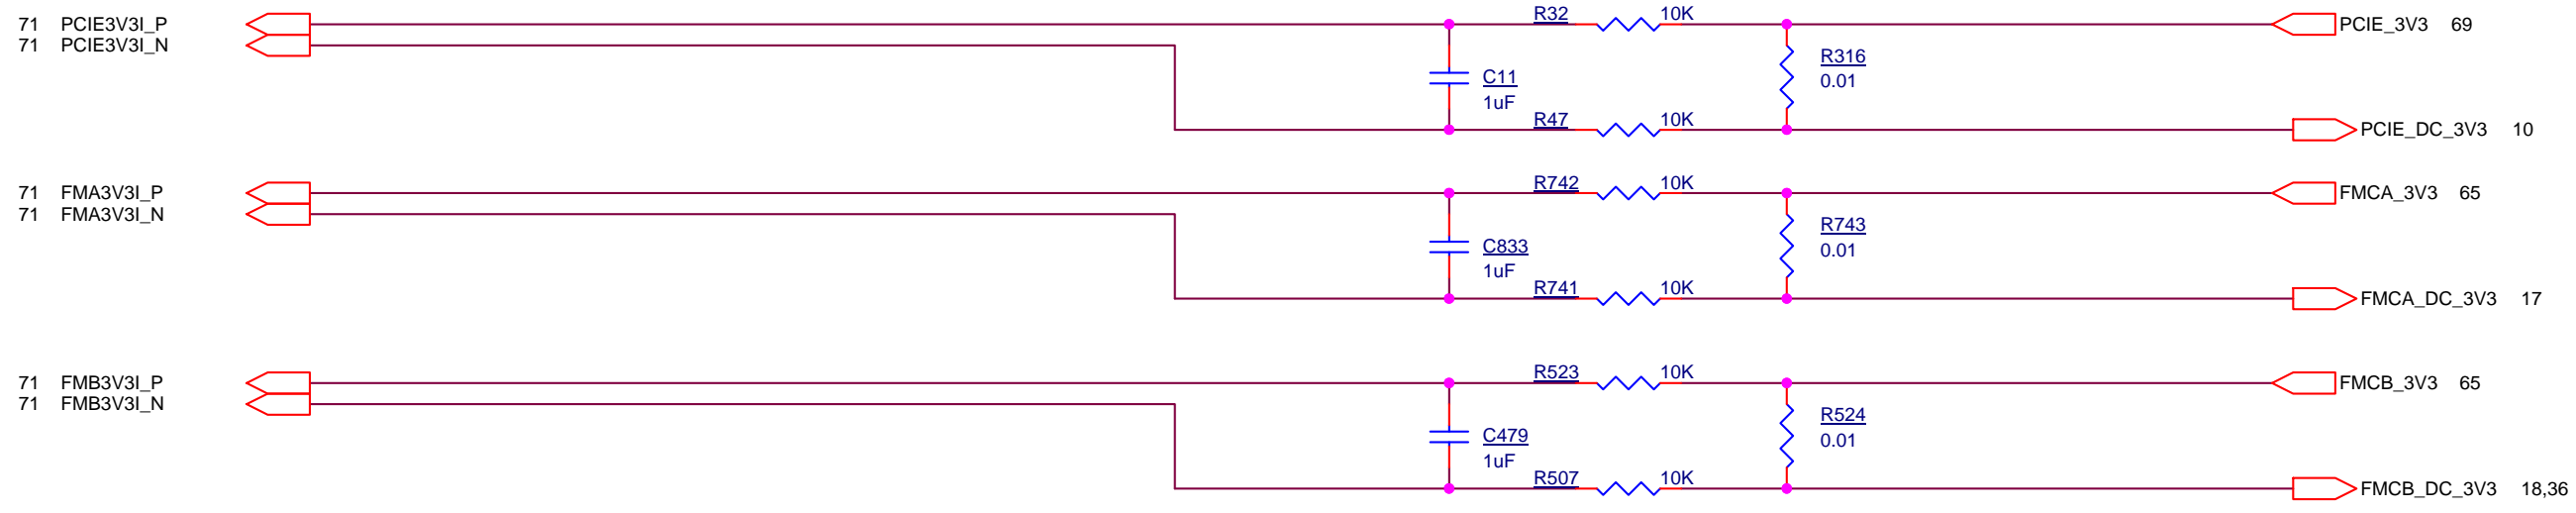 71 PCIE3V3I_P R32 10K PCIE_3V3 69
71 PCIE3V3I_N
R316
C11 0.01
1uF
R47 10K PCIE_DC_3V3 10
71 FMA3V3I_P R742 10K FMCA_3V3 65
71 FMA3V3I_N
R743
C833 0.01
1uF
R741 10K FMCA_DC_3V3 17
71 FMB3V3I_P R523 10K FMCB_3V3 65
71 FMB3V3I_N
R524
C479 0.01
1uF
R507 10K FMCB_DC_3V3 18,36